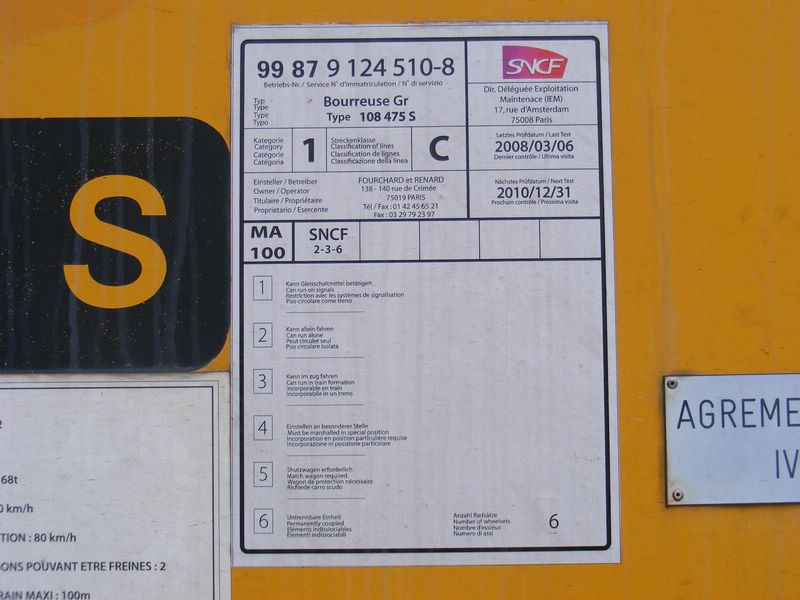 99 87 9 124 510-8
Betriebs-Nr. / Service N° d'immatriculation / N° di servizio
Typ
Type
Type
Typo
Bourreuse Gr
Type 108 475 S
SNCF
Dir. Déléguée Exploitation
Maintenace (IEM)
17, rue d'Amsterdam
75008 Paris
Kategorie
Category
Catégorie
Catégoria
1
Streckenklasse
Classification of lines
Classification de lignes
Classificazione della linea
C
Letztes Prüfdatum / Last Test
2008/03/06
Dernier contrôle / Ultima visita
Einsteller / Betreiber
Owner / Operator
Titulaire / Propriétaire
Proprietario / Esercente
FOURCHARD et RENARD
138 - 140 rue de Crimée
75019 PARIS
Tél / Fax : 01 42 45 65 21
Fax : 03 29 79 23 97
Nächstes Prüfdatum / Next Test
2010/12/31
Prochain contrôle / Prossima visita
MA
100
SNCF
2-3-6
S
1
Kann Gleisschaltmittel betätigen
Can run on signals
Restriction avec les systèmes de signalisation
Puo circolare come treno
2
Kann allein fahren
Can run alone
Peut circuler seul
Puo circolare isolata
3
Kann im zug fahren
Can run in train formation
Incorporable en train
Incorporabile in un treno
4
Einstellen an besonderer Stelle
Must be marshalled in special position
Incorporation en position particulière requise
Incorporazione in posizione particolare
5
Shutzwagen erforderlich
Match wagon required.
Wagon de protection nécessaire
Richiede carro scudo
6
Untrennbare Einheit
Permanently coupled
Eléments indissociables
Elementi indissociabili
Anzahl Radsätze
Number of wheelsets
Nombre d'essieux
Numero di assi
6
AGREME
IV
2
68t
0 km/h
TION : 80 km/h
ONS POUVANT ETRE FREINES : 2
RAIN MAXI : 100m